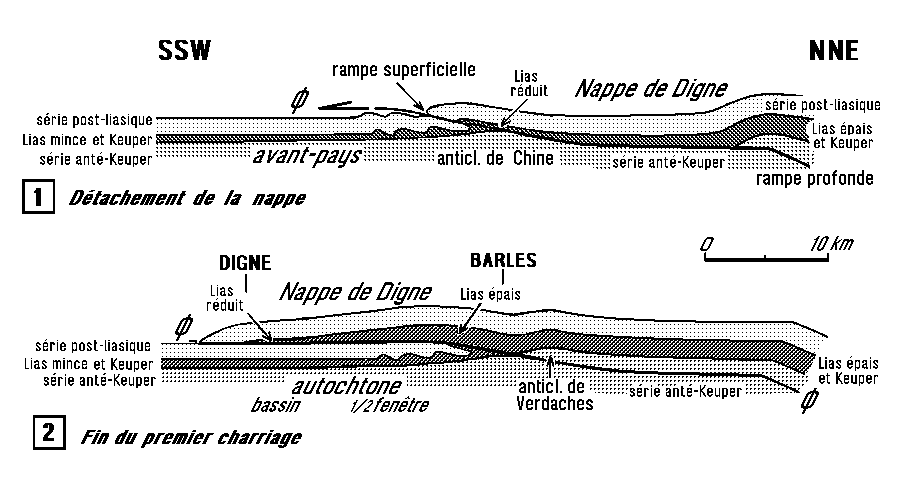 SSW
NNE
rampe superficielle
Lias
réduit
Nappe de Digne
ϕ
série post-liasique
série post-liasique
Lias mince et Keuper
Lias épais
et Keuper
série anté-Keuper
avant-pays
anticl. de Chine
série anté-Keuper
rampe profonde
1 Détachement de la nappe
0 10 km
DIGNE
BARLES
Lias
réduit
Nappe de Digne
Lias épais
ϕ
série post-liasique
Lias mince et Keuper
Lias épais
et Keuper
série anté-Keuper
autochtone
anticl. de
Verdaches
série anté-Keuper
bassin
1/2 fenêtre
ϕ
2 Fin du premier charriage